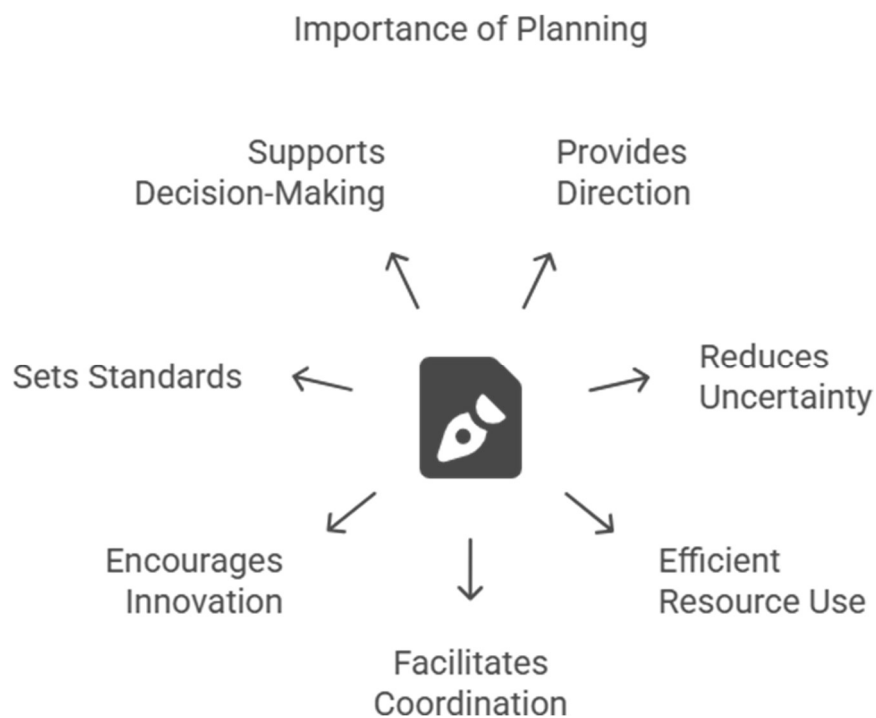 Importance of Planning
Supports
Decision-Making
Provides
Direction
Sets Standards
Reduces
Uncertainty
Encourages
Innovation
Efficient
Resource Use
Facilitates
Coordination